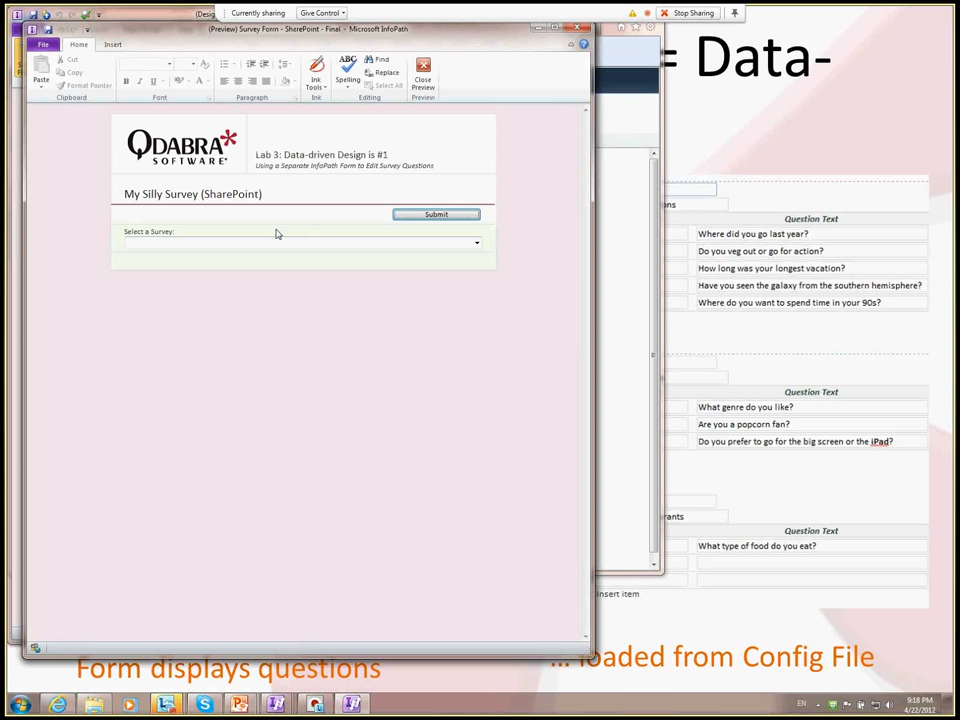 Currently sharing
Give Control
Stop Sharing
(Desi
(Preview) Survey Form - SharePoint - Final - Microsoft InfoPath
File
Home
Insert
Paste
Cut
Copy
Format Painter
Clipboard
B I U
Font
Paragraph
Ink Tools
Ink
ABC
Spelling
Find
Replace
Select All
Editing
Close Preview
Preview
= Data-
QDABRA
SOFTWARE
Lab 3: Data-driven Design is #1
Using a Separate InfoPath Form to Edit Survey Questions
My Silly Survey (SharePoint)
Submit
Select a Survey:
ons
Question Text
Where did you go last year?
Do you veg out or go for action?
How long was your longest vacation?
Have you seen the galaxy from the southern hemisphere?
Where do you want to spend time in your 90s?
Question Text
What genre do you like?
Are you a popcorn fan?
Do you prefer to go for the big screen or the iPad?
rants
Question Text
What type of food do you eat?
insert item
Form displays questions
... loaded from Config File
EN
9:18 PM
4/22/2012